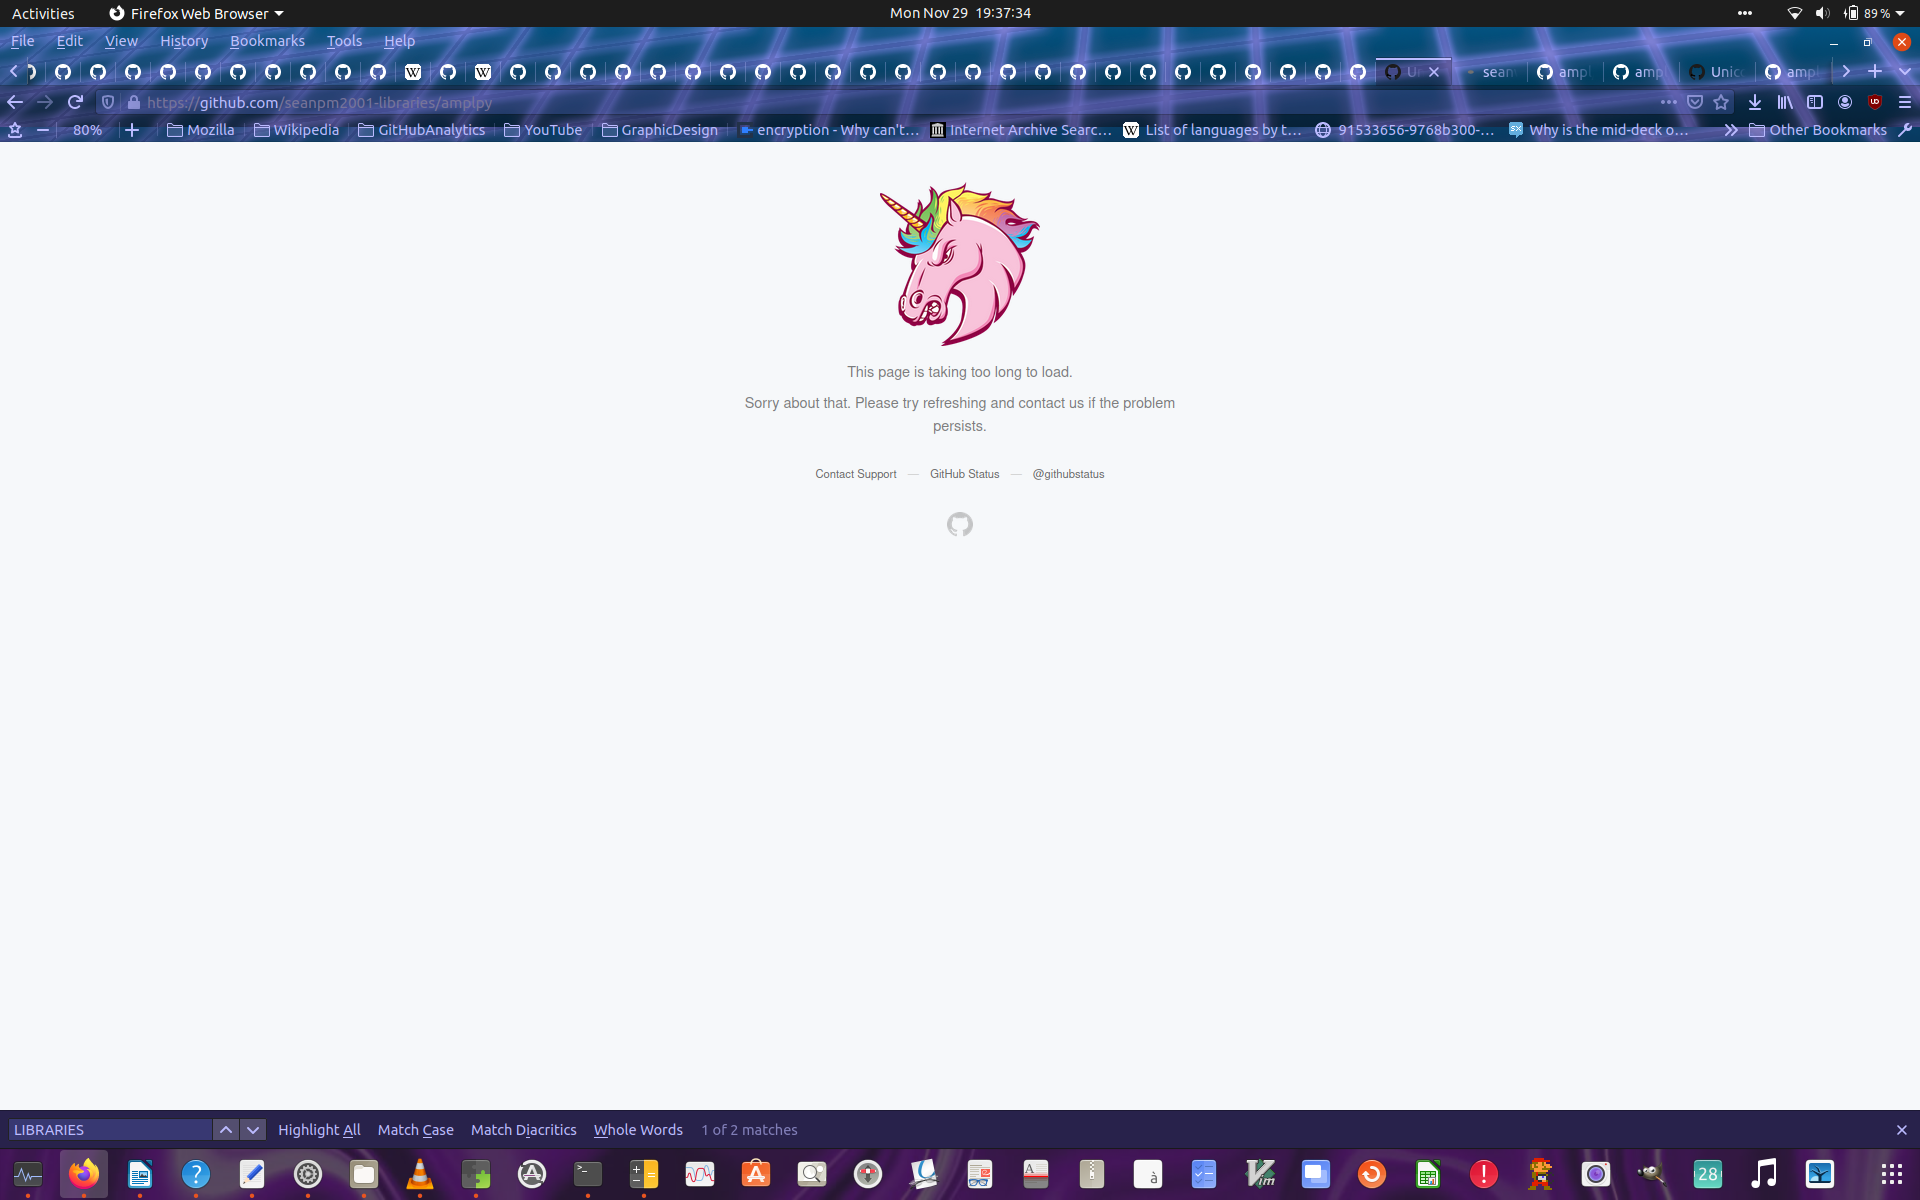 Activities Firefox Web Browser Mon Nov 29 19:37:34 89 %
File Edit View History Bookmarks Tools Help
sean ampl amp Unic ampl
https://github.com/seanpm2001-libraries/amplpy
80% Mozilla Wikipedia GitHubAnalytics YouTube GraphicDesign encryption - Why can't... Internet Archive Searc... List of languages by t... 91533656-9768b300-... Why is the mid-deck o... Other Bookmarks
This page is taking too long to load.
Sorry about that. Please try refreshing and contact us if the problem
persists.
Contact Support — GitHub Status — @githubstatus
LIBRARIES Highlight All Match Case Match Diacritics Whole Words 1 of 2 matches
28